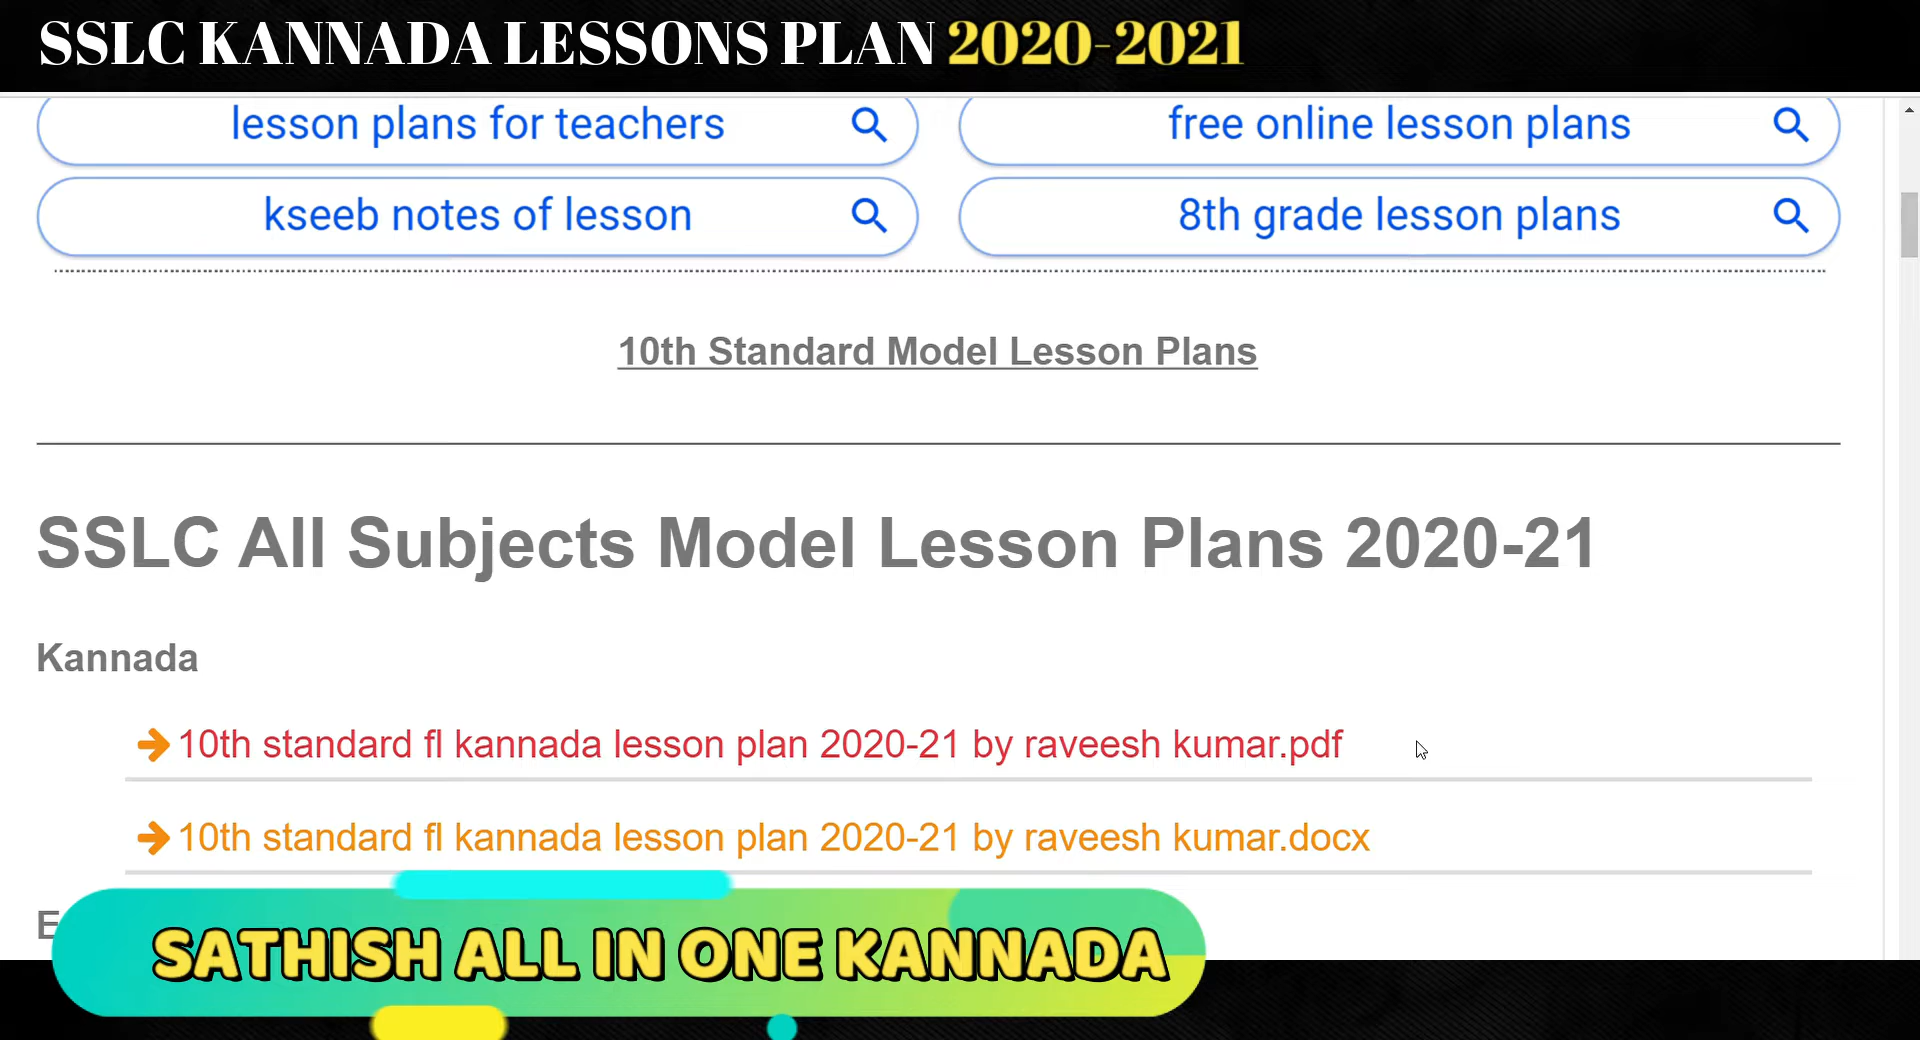 SSLC KANNADA LESSONS PLAN 2020-2021
lesson plans for teachers
free online lesson plans
kseeb notes of lesson
8th grade lesson plans
10th Standard Model Lesson Plans
SSLC All Subjects Model Lesson Plans 2020-21
Kannada
10th standard fl kannada lesson plan 2020-21 by raveesh kumar.pdf
10th standard fl kannada lesson plan 2020-21 by raveesh kumar.docx
SATHISH ALL IN ONE KANNADA